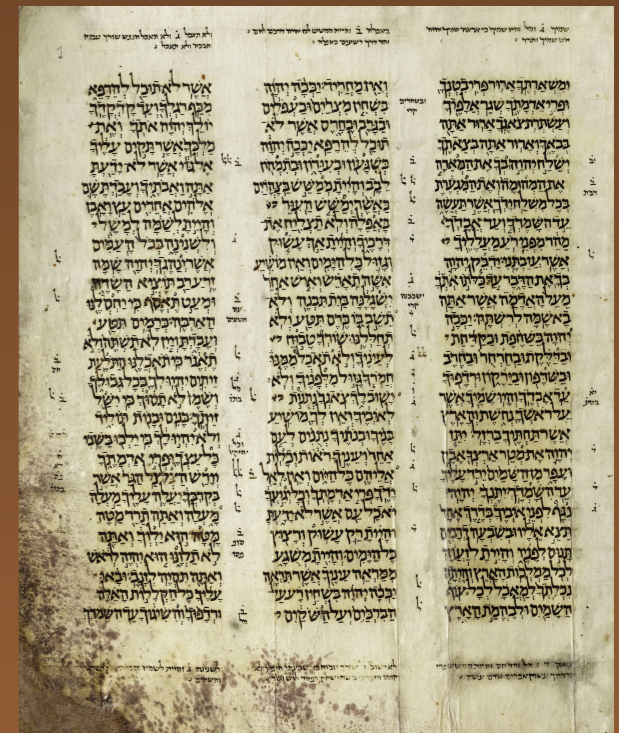 ומשארתך ארור פרי בטנך
ופרי אדמתך שגר אלפיך
ועשתרת צאנך ארור אתה
בבאך וארור אתה בצאתך
ישלח יהוה בך את המארה
את המהומה ואת המגערת
בכל משלח ידך אשר תעשה
עד השמדך ועד אבדך
מהר מפני רע מעלליך
אשר עזבתני ידבק יהוה
בך את הדבר עד כלתו אתך
מעל האדמה אשר אתה
בא שמה לרשתה יככה
יהוה בשחפת ובקדחת
ובדלקת ובחרחר ובחרב
ובשדפון ובירקון ורדפוך
עד אבדך והיו שמיך אשר
על ראשך נחשת והארץ
אשר תחתיך ברזל יתן
יהוה את מטר ארצך אבק
ועפר מן השמים ירד עליך
עד השמדך יתנך יהוה
נגף לפני איביך בדרך אחד
תצא אליו ובשבעה דרכים
תנוס לפניו והיית לזעוה
לכל ממלכות הארץ והיתה
נבלתך למאכל לכל עוף
השמים ולבהמת הארץ
ואין מחריד יככה יהוה
בשחין מצרים ובעפלים
ובגרב ובחרס אשר לא
תוכל להרפא יככה יהוה
בשגעון ובעורון ובתמהון
לבב והיית ממשש בצהרים
כאשר ימשש העור
באפלה ולא תצליח את
דרכיך והיית אך עשוק
וגזול כל הימים ואין מושיע
אשה תארש ואיש אחר
ישגלנה בית תבנה ולא
תשב בו כרם תטע ולא
תחללנו שורך טבוח
לעיניך ולא תאכל ממנו
חמרך גזול מלפניך ולא
ישוב לך צאנך נתנות
לאיביך ואין לך מושיע
בניך ובנתיך נתנים לעם
אחר ועיניך ראות וכלות
אליהם כל היום ואין לאל
ידך פרי אדמתך וכל יגיעך
יאכל עם אשר לא ידעת
והיית רק עשוק ורצוץ
כל הימים והיית משגע
ממראה עיניך אשר תראה
יככה יהוה בשחין רע על
הברכים ועל השקים
אשר לא תוכל להרפא
מכף רגלך ועד קדקדך
יולך יהוה אתך ואת
מלכך אשר תקים עליך
אל גוי אשר לא ידעת
אתה ואבתיך ועבדת שם
אלהים אחרים עץ ואבן
והיית לשמה למשל
ולשנינה בכל העמים
אשר ינהגך יהוה שמה
זרע רב תוציא השדה
ומעט תאסף כי יחסלנו
הארבה כרמים תטע
ועבדת ויין לא תשתה ולא
תאגר כי תאכלנו התלעת
זיתים יהיו לך בכל גבולך
ושמן לא תסוך כי ישל
זיתך בנים ובנות תוליד
ולא יהיו לך כי ילכו בשבי
כל עצך ופרי אדמתך
יירש הצלצל הגר אשר
בקרבך יעלה עליך מעלה
מעלה ואתה תרד מטה
מטה הוא ילוך ואתה
לא תלונו הוא יהיה לראש
ואתה תהיה לזנב ובאו
עליך כל הקללות האלה
ורדפוך והשיגוך עד השמדך